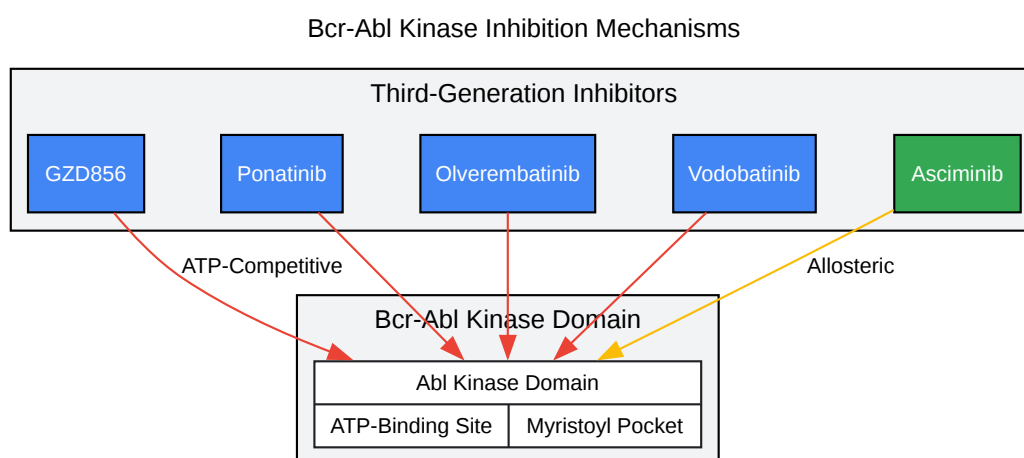 Bcr-Abl Kinase Inhibition Mechanisms
Third-Generation Inhibitors
GZD856
Ponatinib
Olverembatinib
Vodobatinib
Asciminib
ATP-Competitive
Allosteric
Bcr-Abl Kinase Domain
Abl Kinase Domain
ATP-Binding Site
Myristoyl Pocket